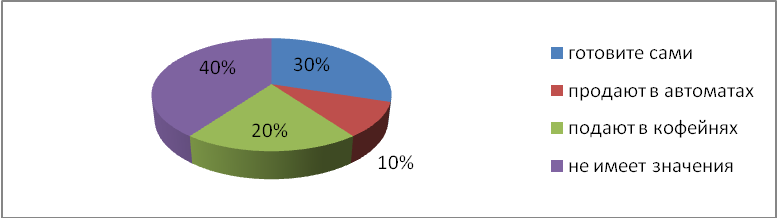 40%
30%
20%
10%
готовите сами
продают в автоматах
подают в кофейнях
не имеет значения